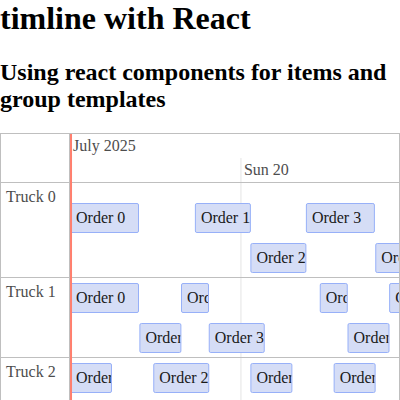 timline with React
Using react components for items and
group templates
July 2025
Sun 20
Truck 0
Order 0
Order 1
Order 3
Order 2
Or
Truck 1
Order 0
Orc
Orc
Order
Order 3
Order
Truck 2
Order
Order 2
Order
Order